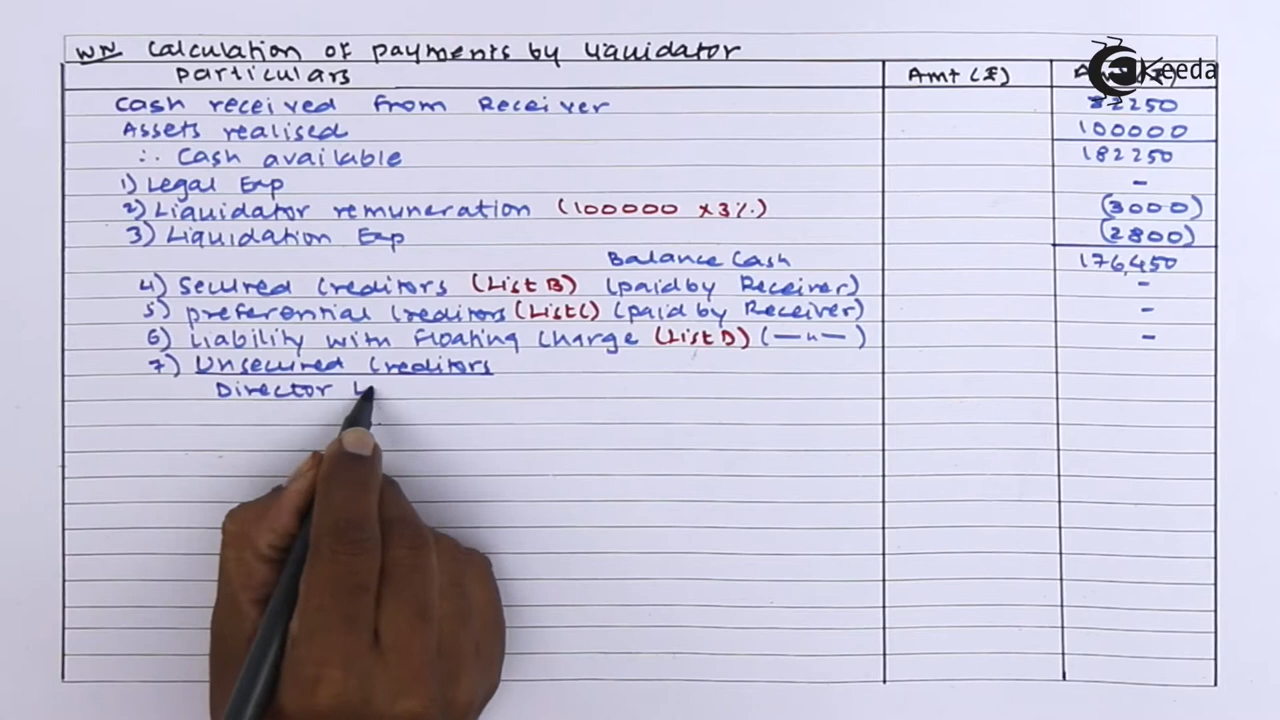 WN Calculation of payments by Liquidator
Particulars Amt (₹)
Keeda
Cash received from Receiver 82250
Assets realised 100000
∴ Cash available 182250
1) Legal Exp -
2) Liquidator remuneration (100000 x3%) (3000)
3) Liquidation Exp (2800)
Balance Cash 176,450
4) Secured Creditors (List B) (paid by Receiver) -
5) preferential Creditors (List C) (paid by Receiver) -
6) Liability with Floating Charge (List D) (—"—) -
7) Unsecured Creditors
Director